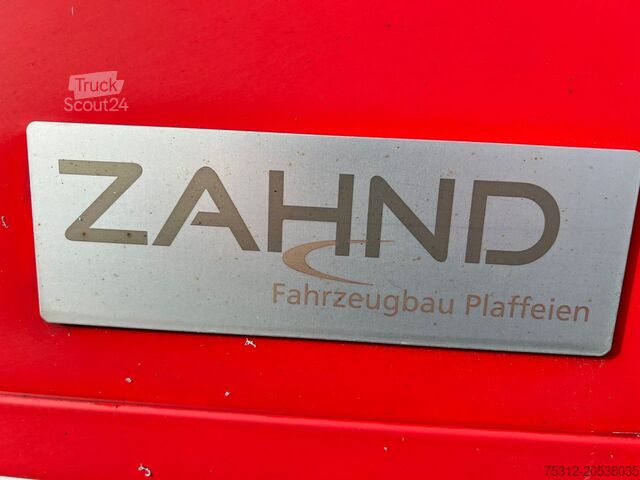 Truck
Scout24
ZAHND
Fahrzeugbau Plaffeien
75312-20538035